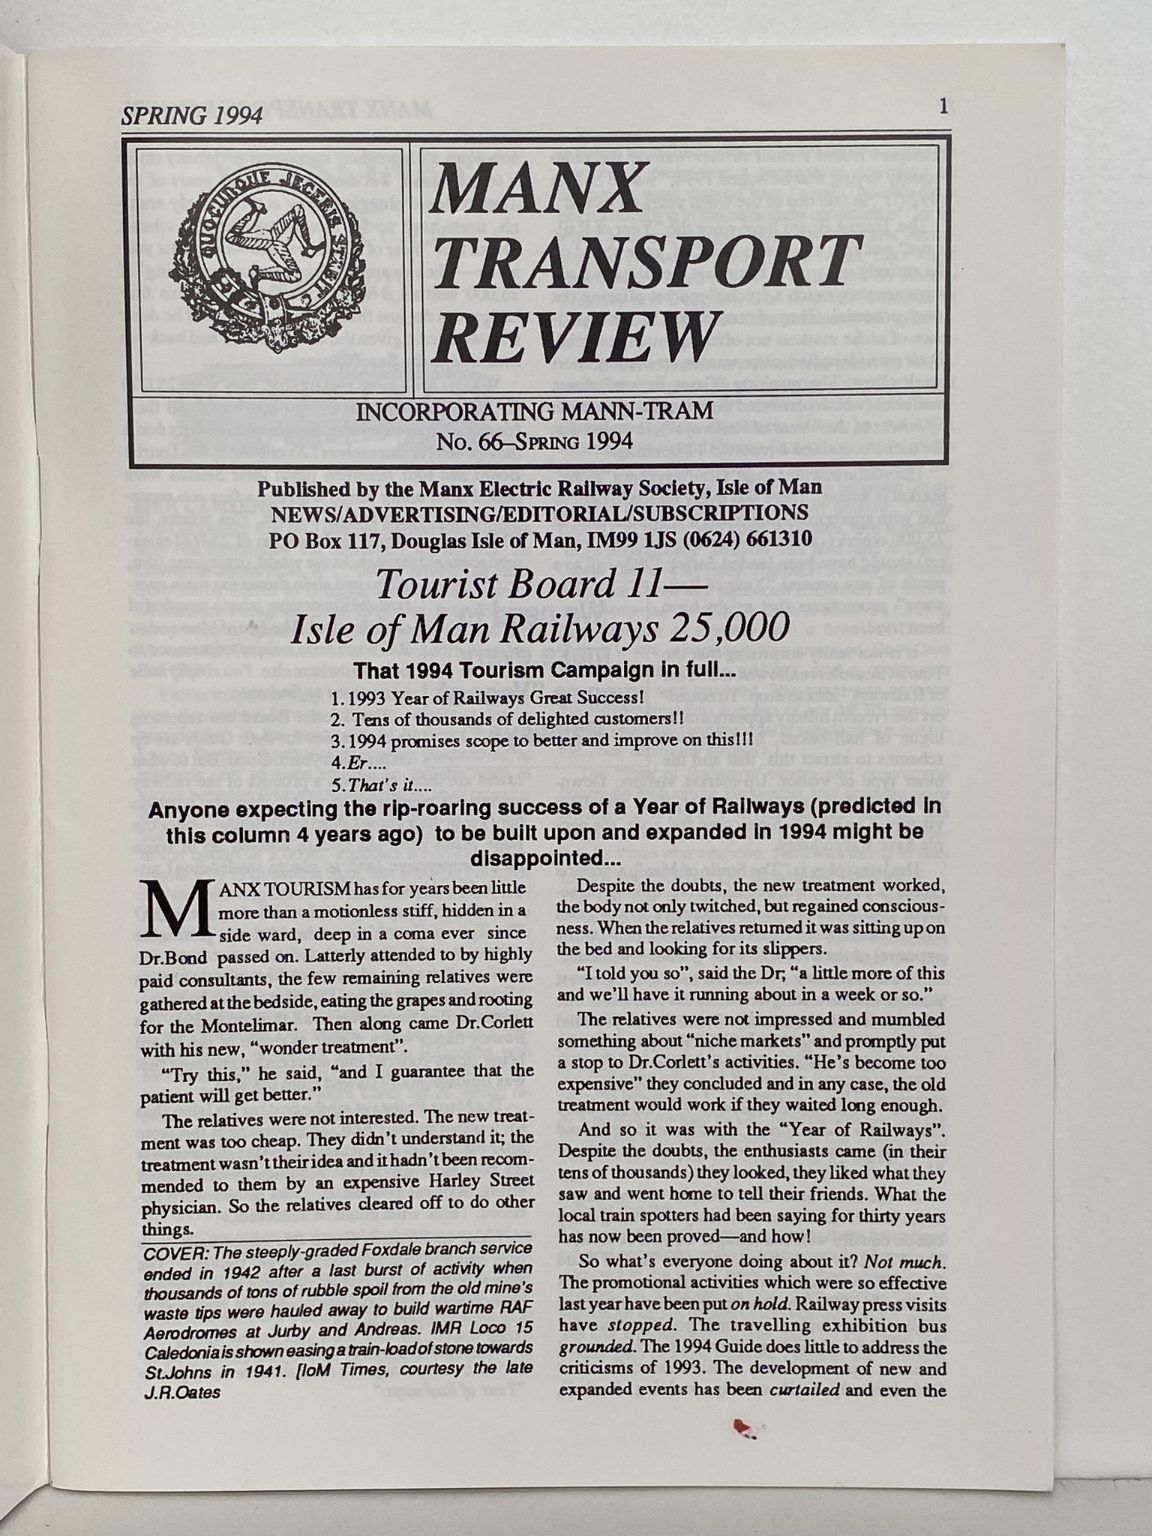 SPRING 1994
1
QUOCUNQUE JECERIS STABIT
MANX
TRANSPORT
REVIEW
INCORPORATING MANN-TRAM
No. 66–SPRING 1994
Published by the Manx Electric Railway Society, Isle of Man
NEWS/ADVERTISING/EDITORIAL/SUBSCRIPTIONS
PO Box 117, Douglas Isle of Man, IM99 1JS (0624) 661310
Tourist Board 11—
Isle of Man Railways 25,000
That 1994 Tourism Campaign in full...
1. 1993 Year of Railways Great Success!
2. Tens of thousands of delighted customers!!
3. 1994 promises scope to better and improve on this!!!
4. Er....
5. That's it....
Anyone expecting the rip-roaring success of a Year of Railways (predicted in
this column 4 years ago) to be built upon and expanded in 1994 might be
disappointed...
MANX TOURISM has for years been little
more than a motionless stiff, hidden in a
side ward, deep in a coma ever since
Dr.Bond passed on. Latterly attended to by highly
paid consultants, the few remaining relatives were
gathered at the bedside, eating the grapes and rooting
for the Montelimar. Then along came Dr.Corlett
with his new, “wonder treatment”.
“Try this,” he said, “and I guarantee that the
patient will get better.”
The relatives were not interested. The new treat-
ment was too cheap. They didn't understand it; the
treatment wasn't their idea and it hadn't been recom-
mended to them by an expensive Harley Street
physician. So the relatives cleared off to do other
things.
COVER: The steeply-graded Foxdale branch service
ended in 1942 after a last burst of activity when
thousands of tons of rubble spoil from the old mine's
waste tips were hauled away to build wartime RAF
Aerodromes at Jurby and Andreas. IMR Loco 15
Caledonia is shown easing a train-load of stone towards
St.Johns in 1941. [IoM Times, courtesy the late
J.R.Oates
Despite the doubts, the new treatment worked,
the body not only twitched, but regained conscious-
ness. When the relatives returned it was sitting up on
the bed and looking for its slippers.
“I told you so”, said the Dr; “a little more of this
and we'll have it running about in a week or so.”
The relatives were not impressed and mumbled
something about “niche markets” and promptly put
a stop to Dr.Corlett's activities. “He's become too
expensive” they concluded and in any case, the old
treatment would work if they waited long enough.
And so it was with the “Year of Railways”.
Despite the doubts, the enthusiasts came (in their
tens of thousands) they looked, they liked what they
saw and went home to tell their friends. What the
local train spotters had been saying for thirty years
has now been proved—and how!
So what's everyone doing about it? Not much.
The promotional activities which were so effective
last year have been put on hold. Railway press visits
have stopped. The travelling exhibition bus
grounded. The 1994 Guide does little to address the
criticisms of 1993. The development of new and
expanded events has been curtailed and even the